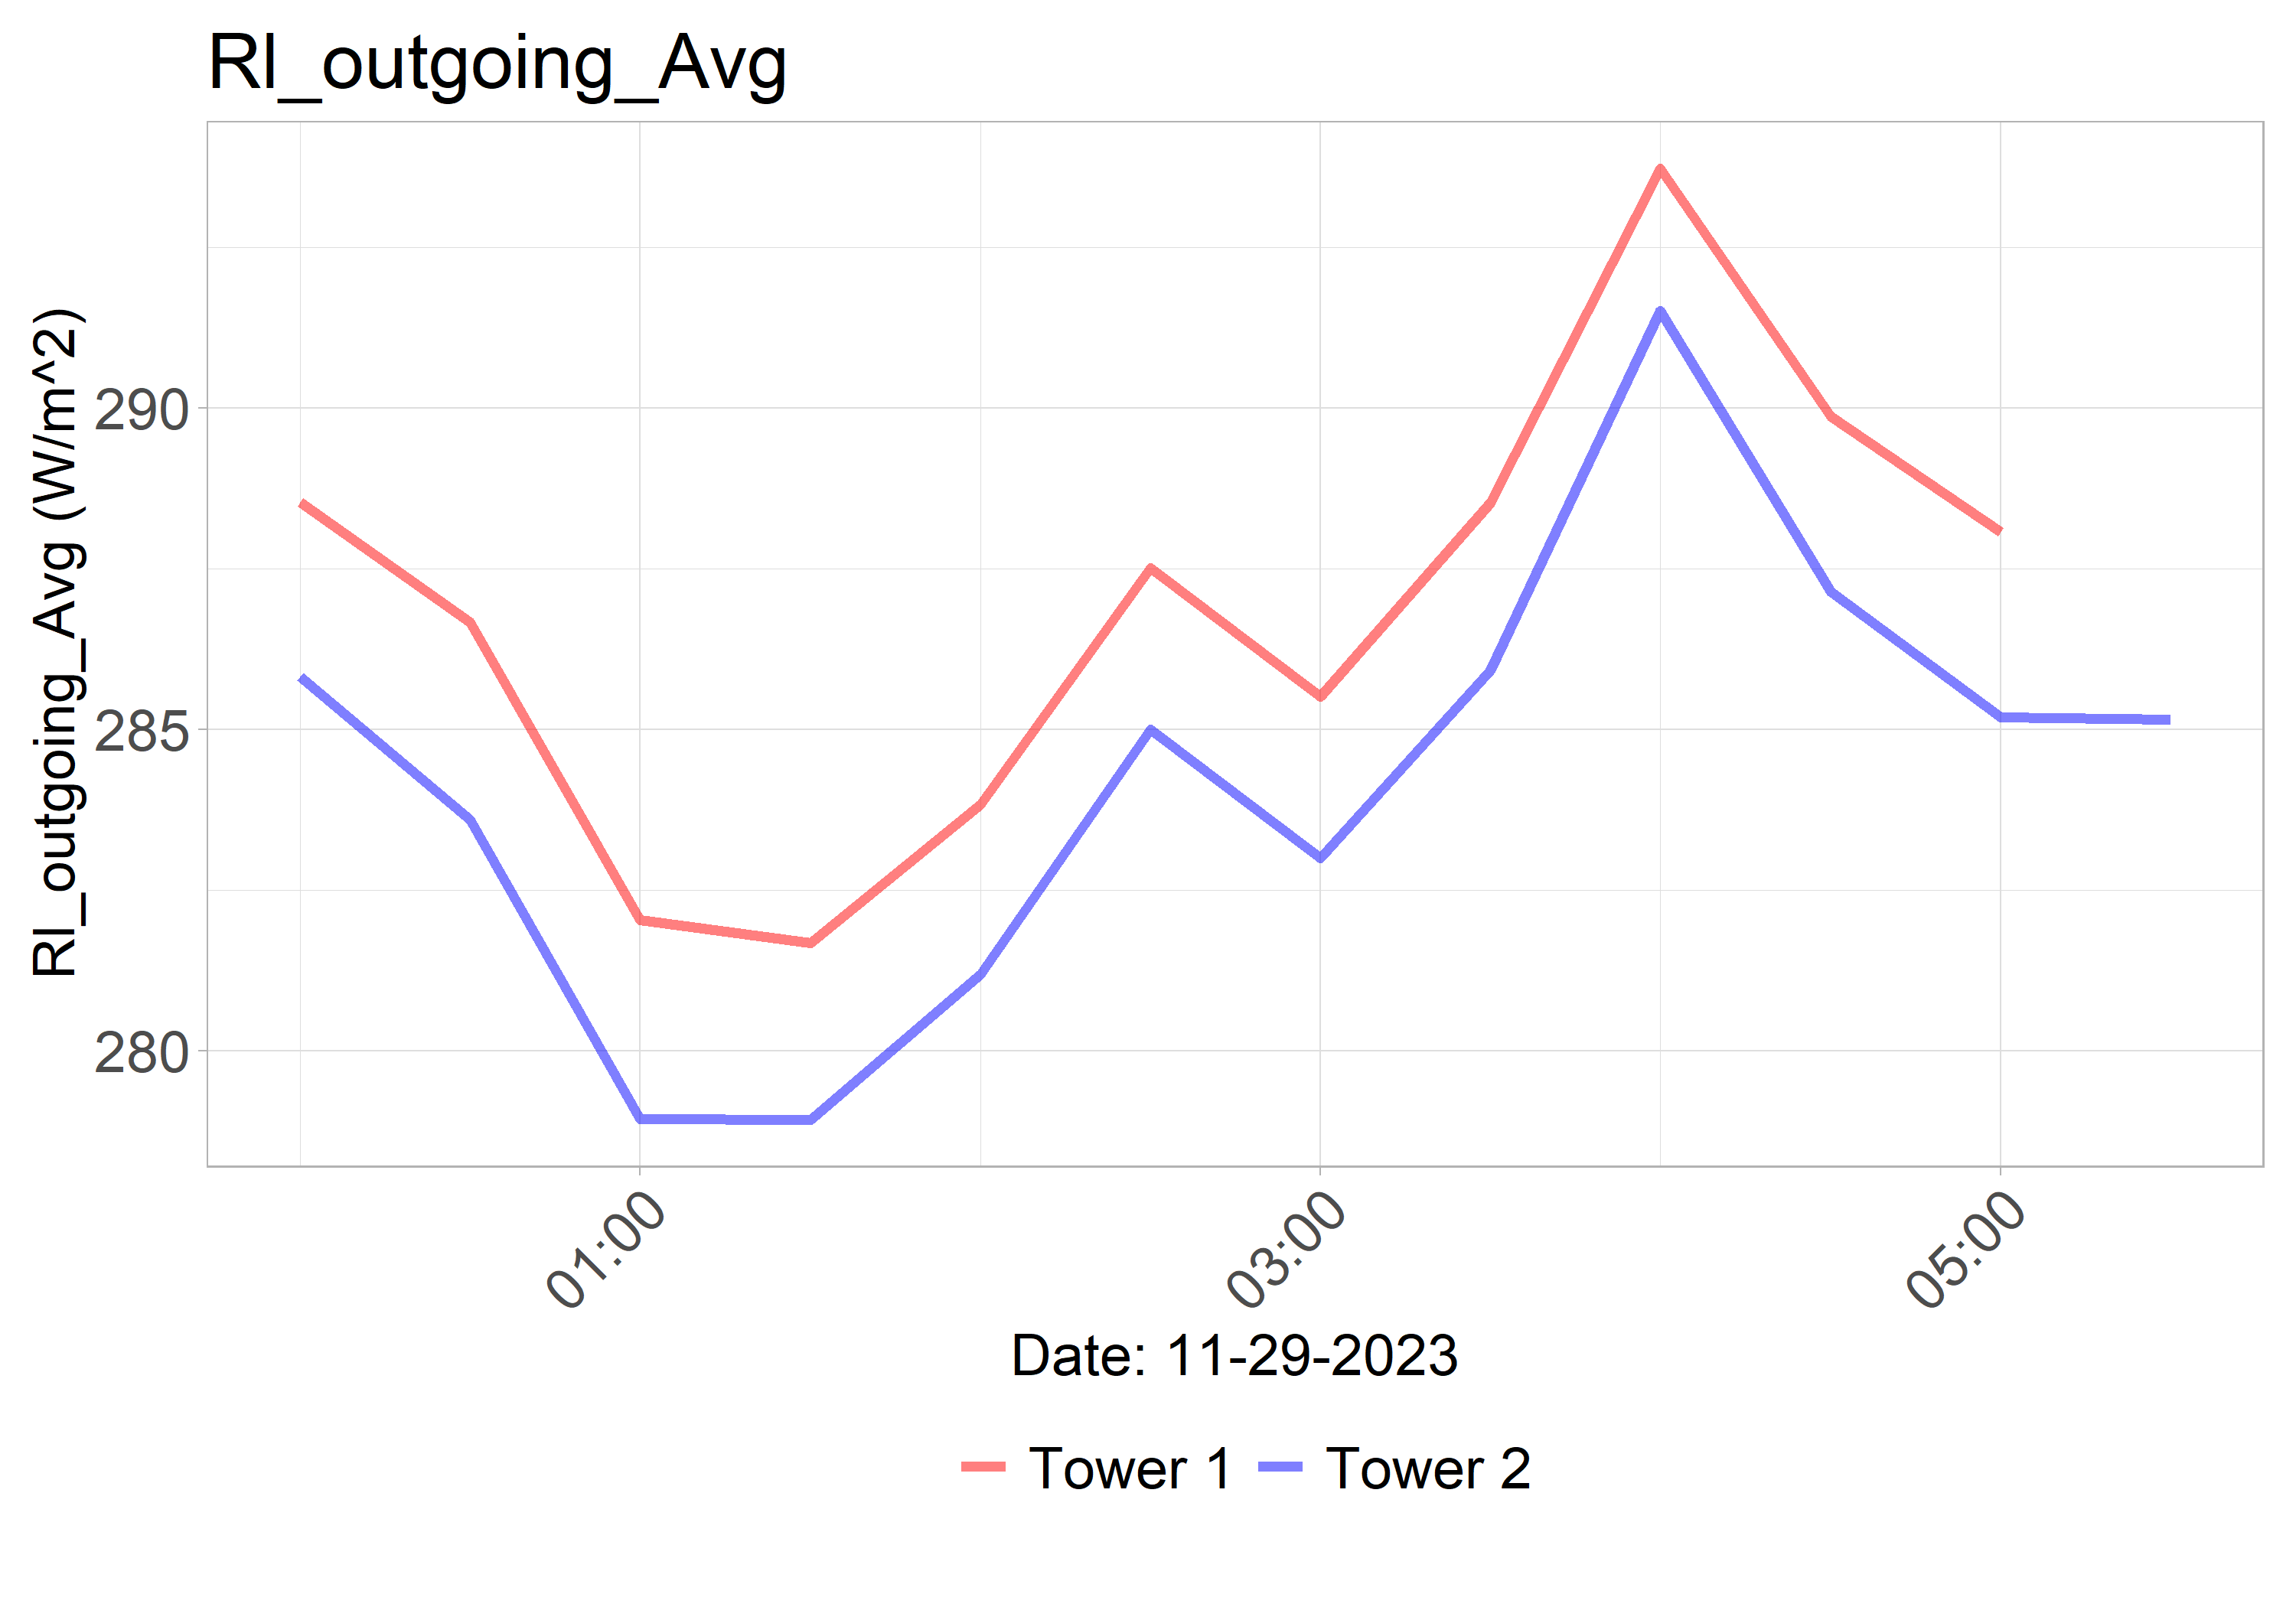 Rl_outgoing_Avg
Rl_outgoing_Avg (W/m^2)
290
285
280
01:00
03:00
05:00
Date: 11-29-2023
Tower 1
Tower 2